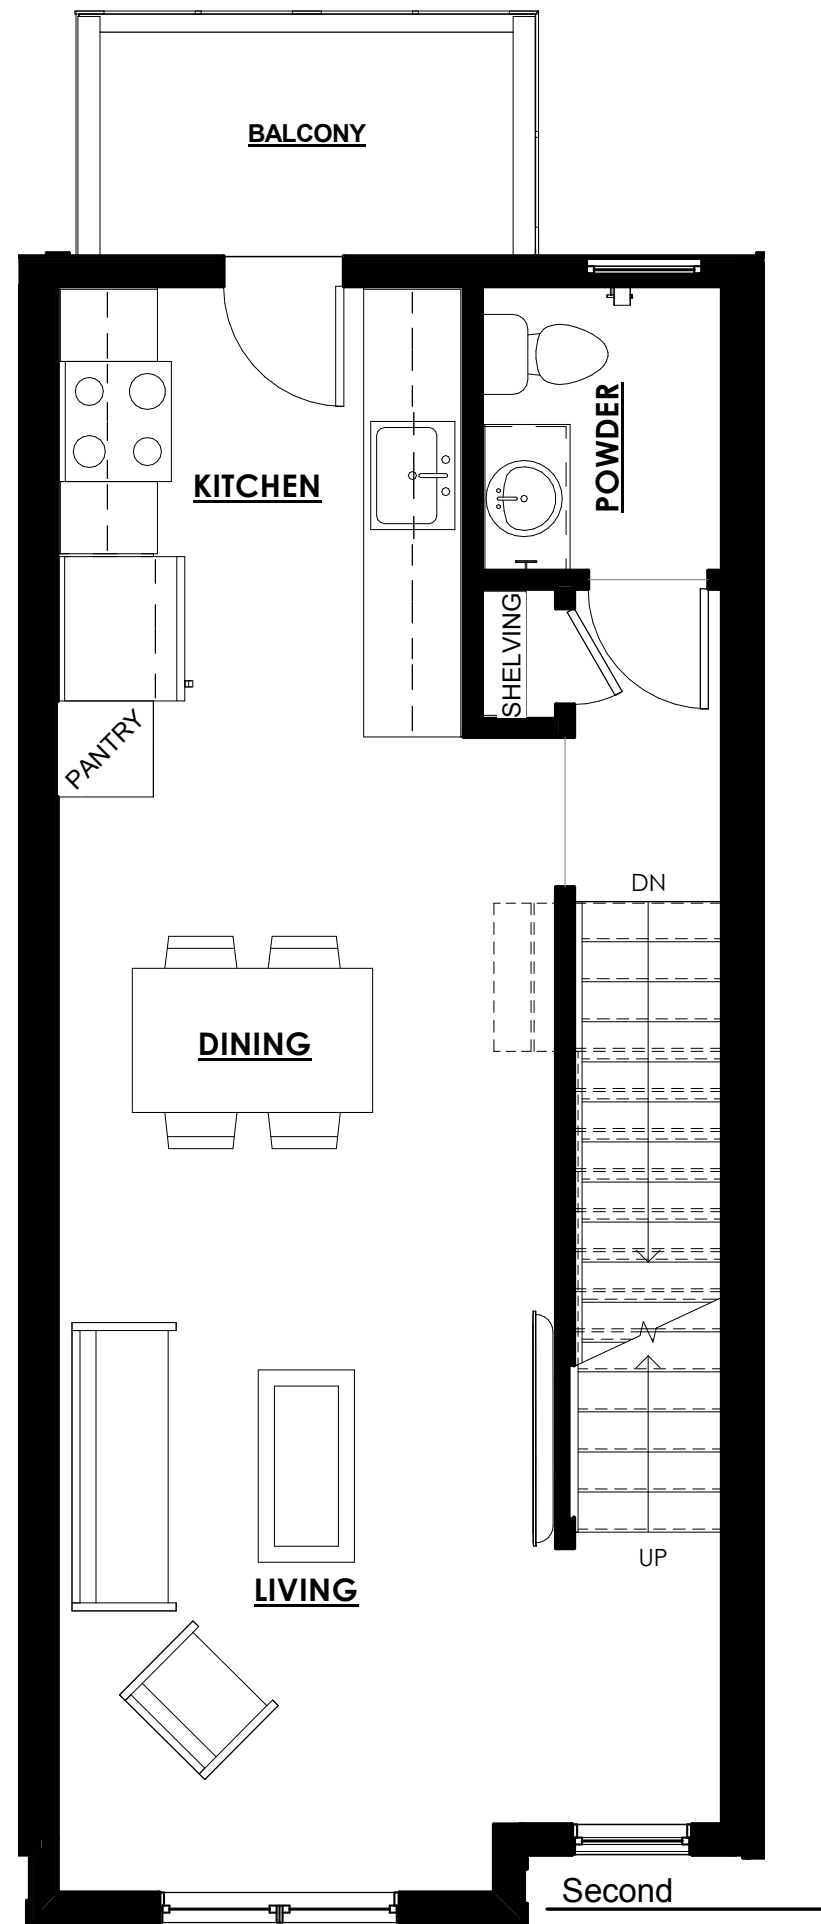 BALCONY
KITCHEN
POWDER
SHELVING
PANTRY
DN
DINING
UP
LIVING
Second